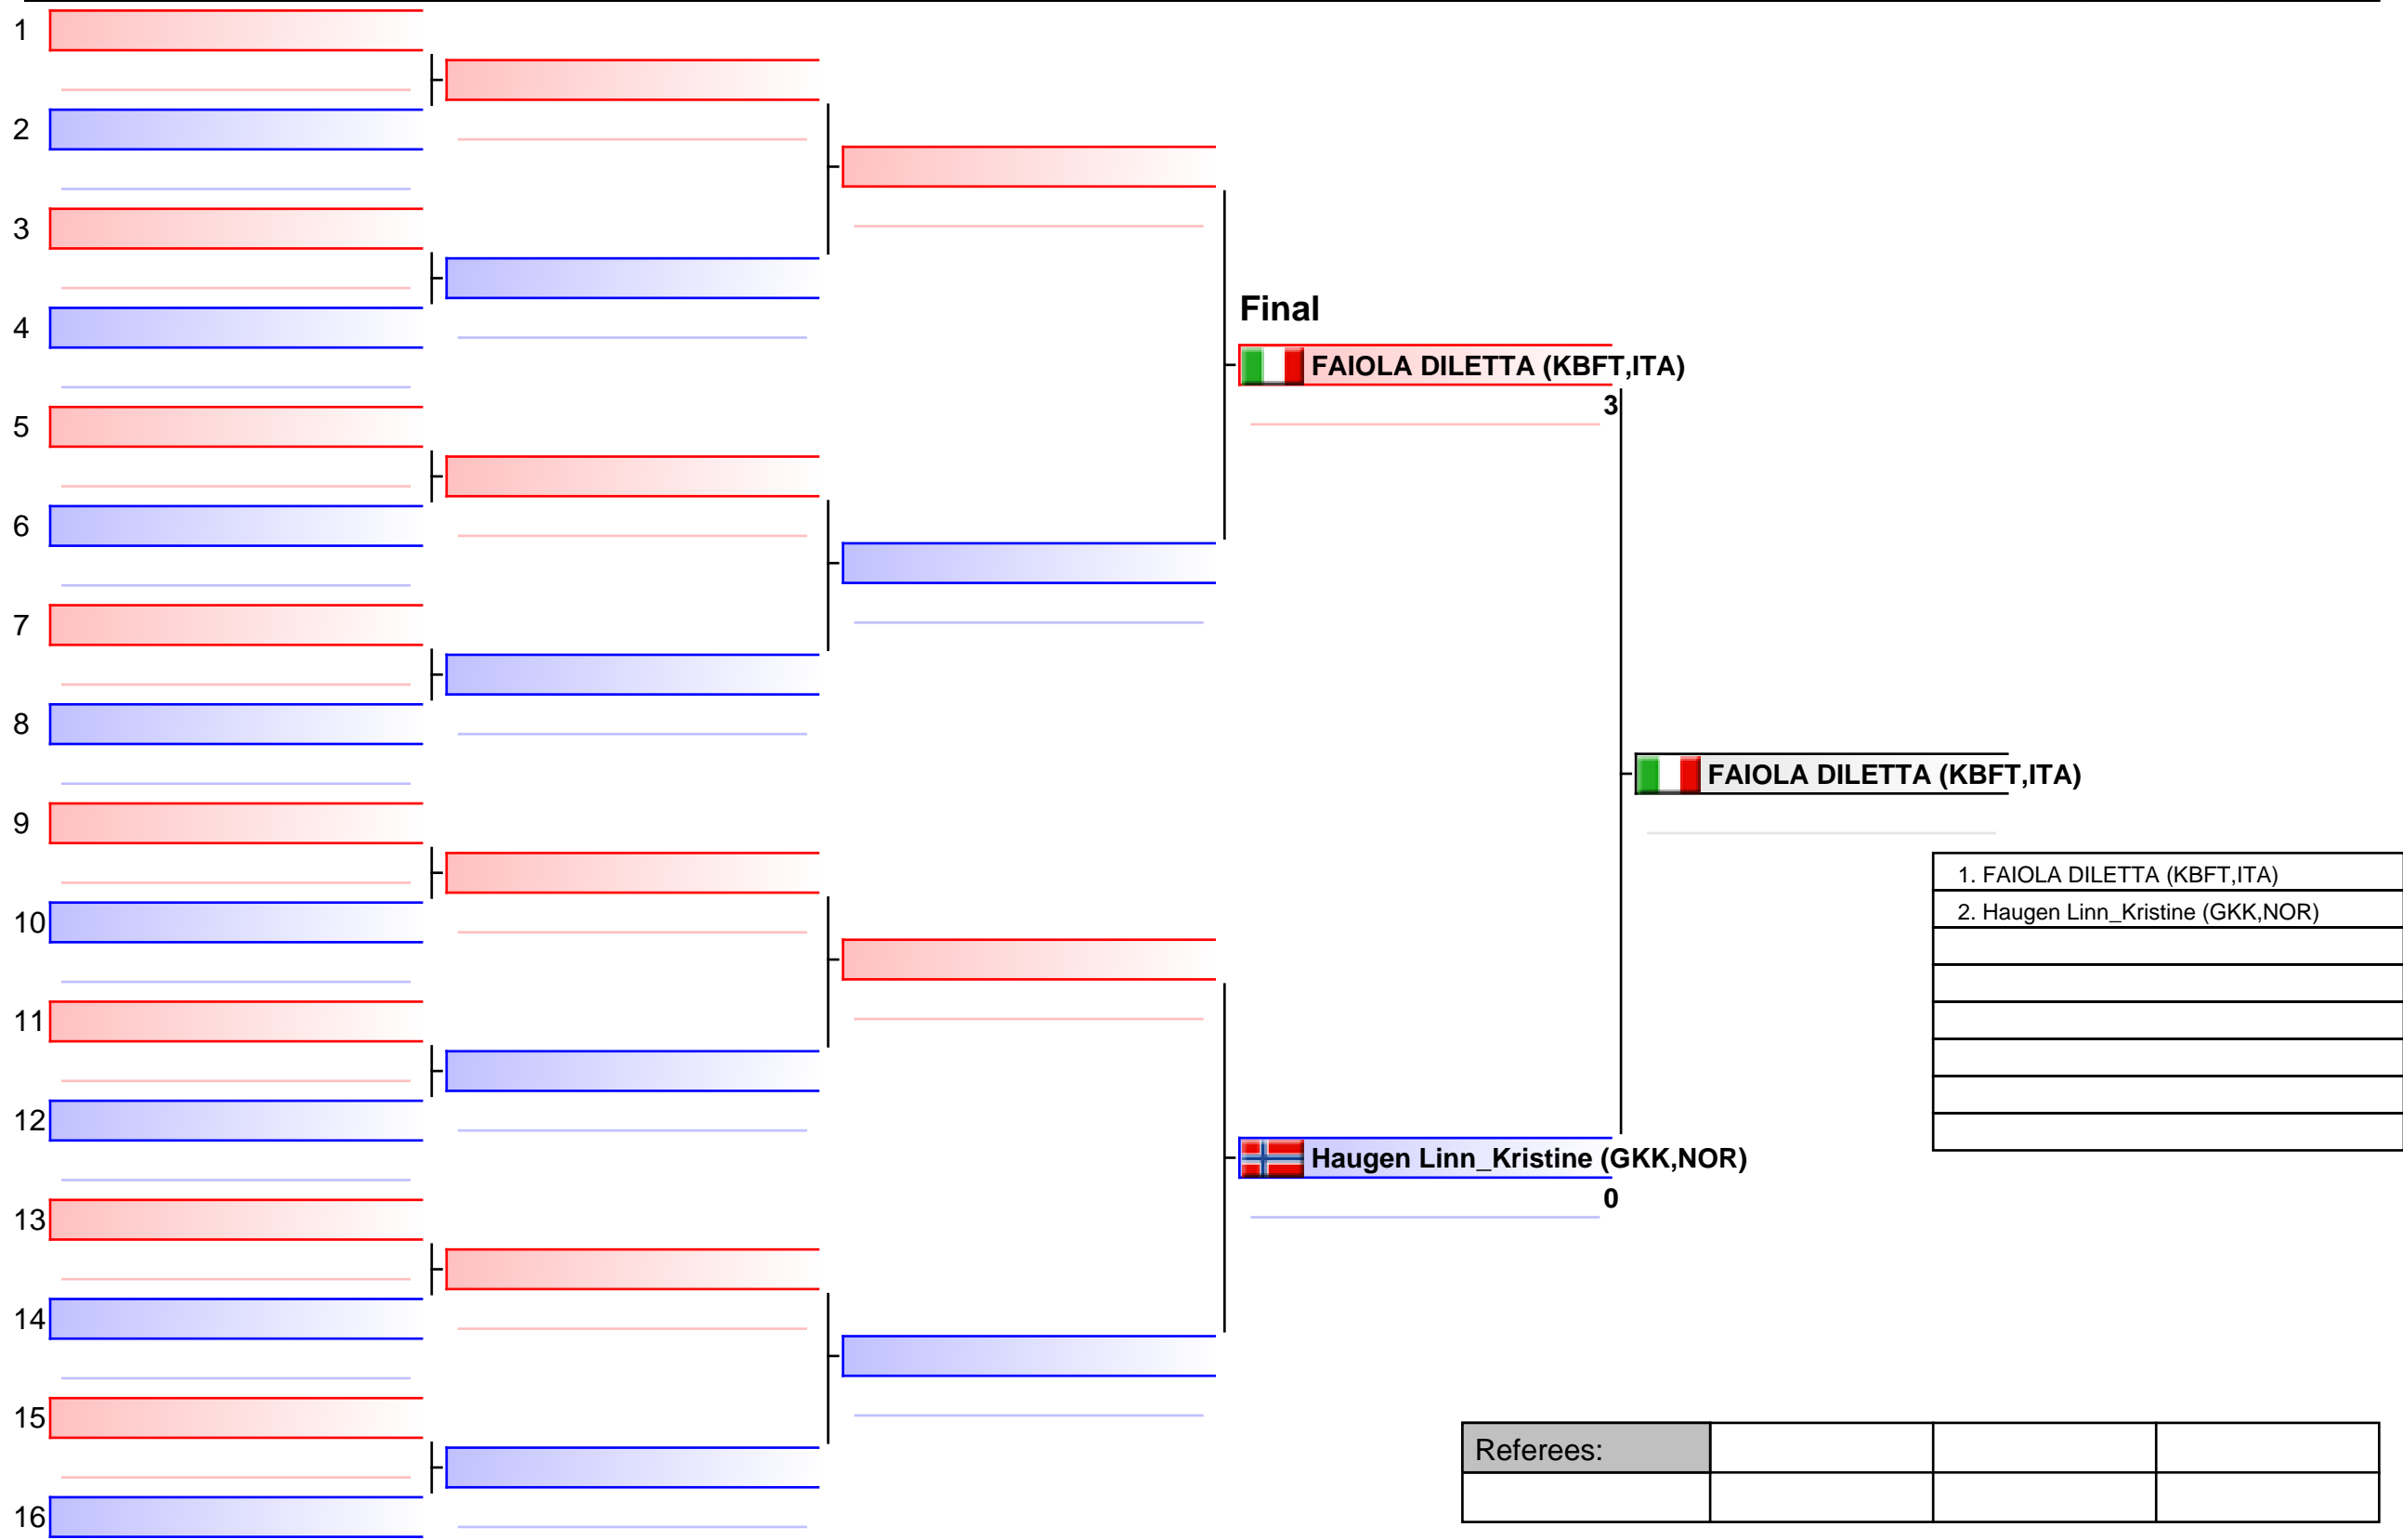 1
2
3
4
5
6
7
8
9
10
11
12
13
14
15
16
Final
FAIOLA DILETTA (KBFT,ITA)
3
Haugen Linn_Kristine (GKK,NOR)
0
FAIOLA DILETTA (KBFT,ITA)
1. FAIOLA DILETTA (KBFT,ITA)
2. Haugen Linn_Kristine (GKK,NOR)
Referees: